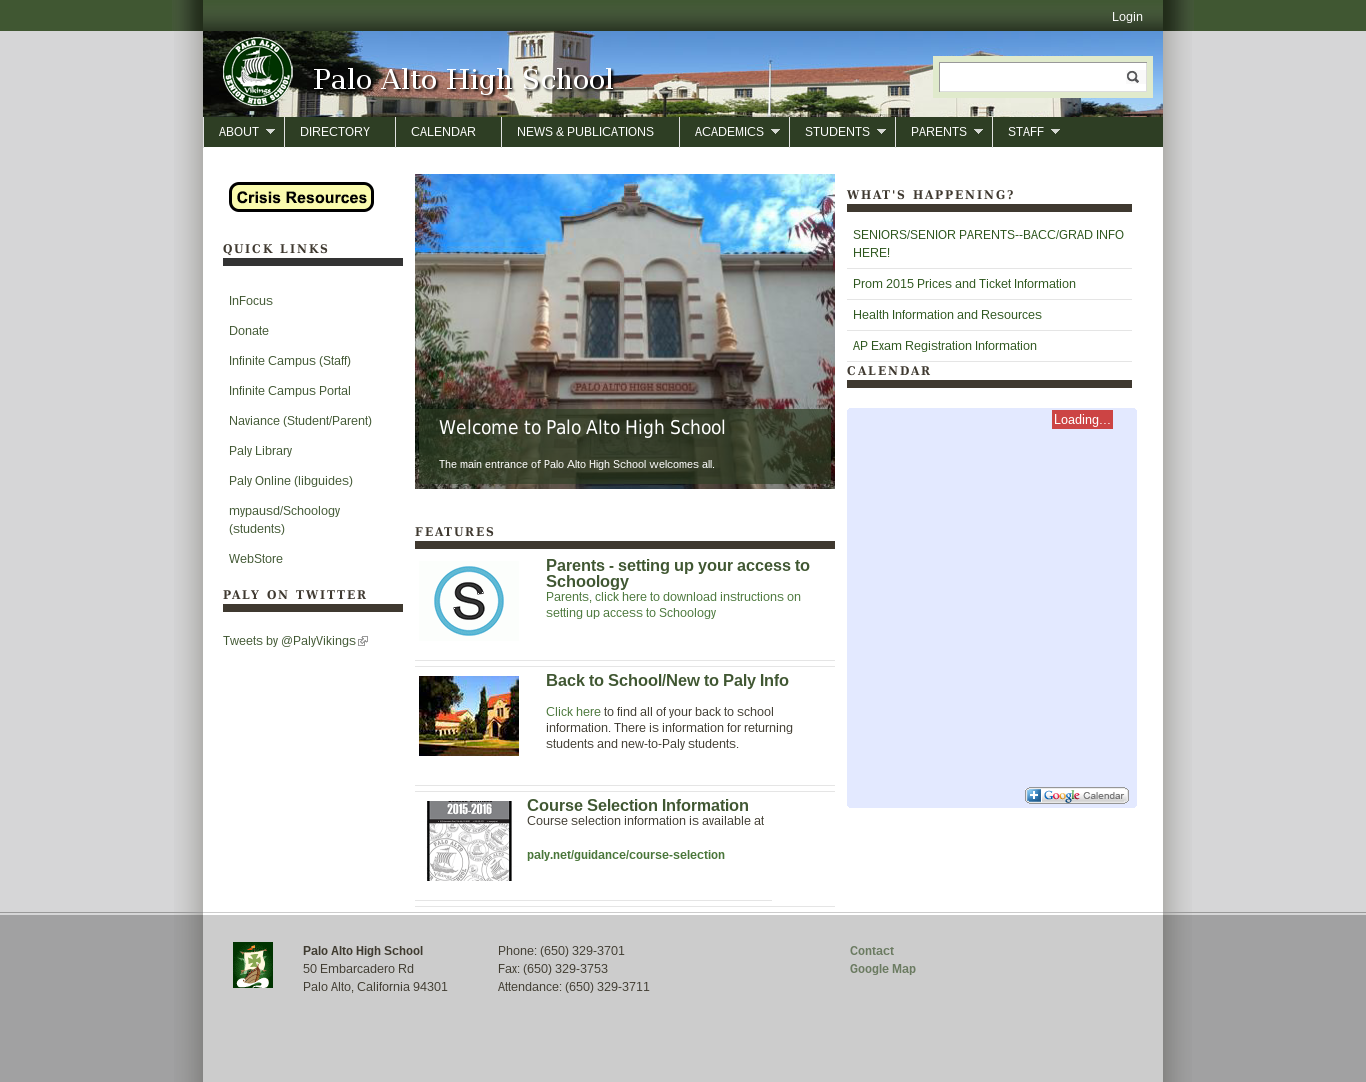 Login
PALO ALTO
Vikings
SENIOR HIGH SCHOOL
Palo Alto High School
ABOUT DIRECTORY CALENDAR NEWS & PUBLICATIONS ACADEMICS STUDENTS PARENTS STAFF
Crisis Resources
QUICK LINKS
InFocus
Donate
Infinite Campus (Staff)
Infinite Campus Portal
Naviance (Student/Parent)
Paly Library
Paly Online (libguides)
mypausd/Schoology
(students)
WebStore
PALY ON TWITTER
Tweets by @PalyVikings
PALO ALTO HIGH SCHOOL
Welcome to Palo Alto High School
The main entrance of Palo Alto High School welcomes all.
FEATURES
S
Parents - setting up your access to
Schoology
Parents, click here to download instructions on
setting up access to Schoology
Back to School/New to Paly Info
Click here to find all of your back to school
information. There is information for returning
students and new-to-Paly students.
2015-2016
Course Selection Information
Course selection information is available at
paly.net/guidance/course-selection
WHAT'S HAPPENING?
SENIORS/SENIOR PARENTS--BACC/GRAD INFO
HERE!
Prom 2015 Prices and Ticket Information
Health Information and Resources
AP Exam Registration Information
CALENDAR
Loading...
Google Calendar
Palo Alto High School
50 Embarcadero Rd
Palo Alto, California 94301
Phone: (650) 329-3701
Fax: (650) 329-3753
Attendance: (650) 329-3711
Contact
Google Map